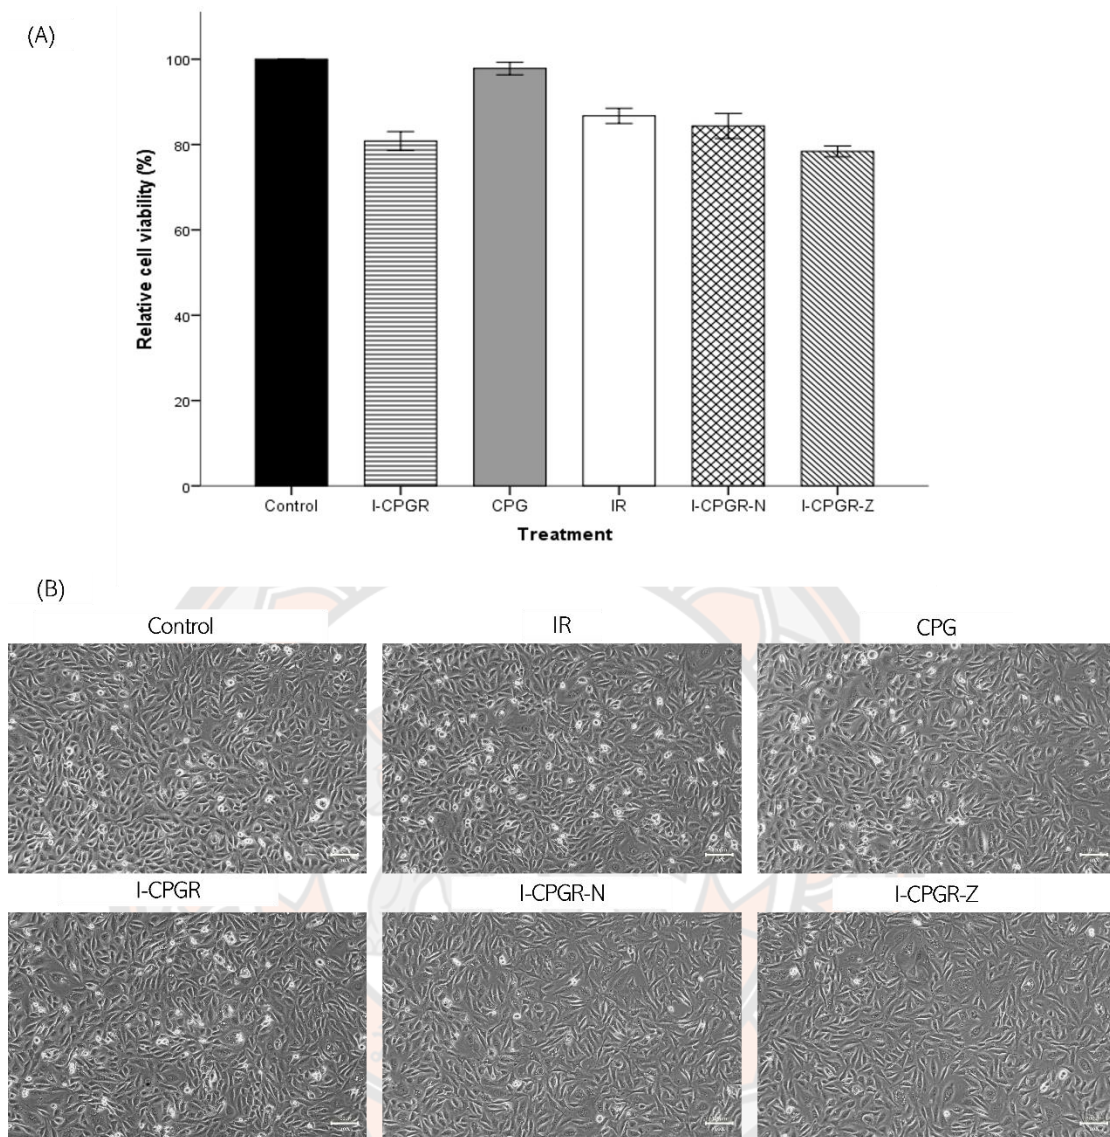 (A)
100
80
60
40
20
0
Relative cell viability (%)
Control I-CPGR CPG IR I-CPGR-N I-CPGR-Z
Treatment
(B)
Control IR CPG
I-CPGR I-CPGR-N I-CPGR-Z